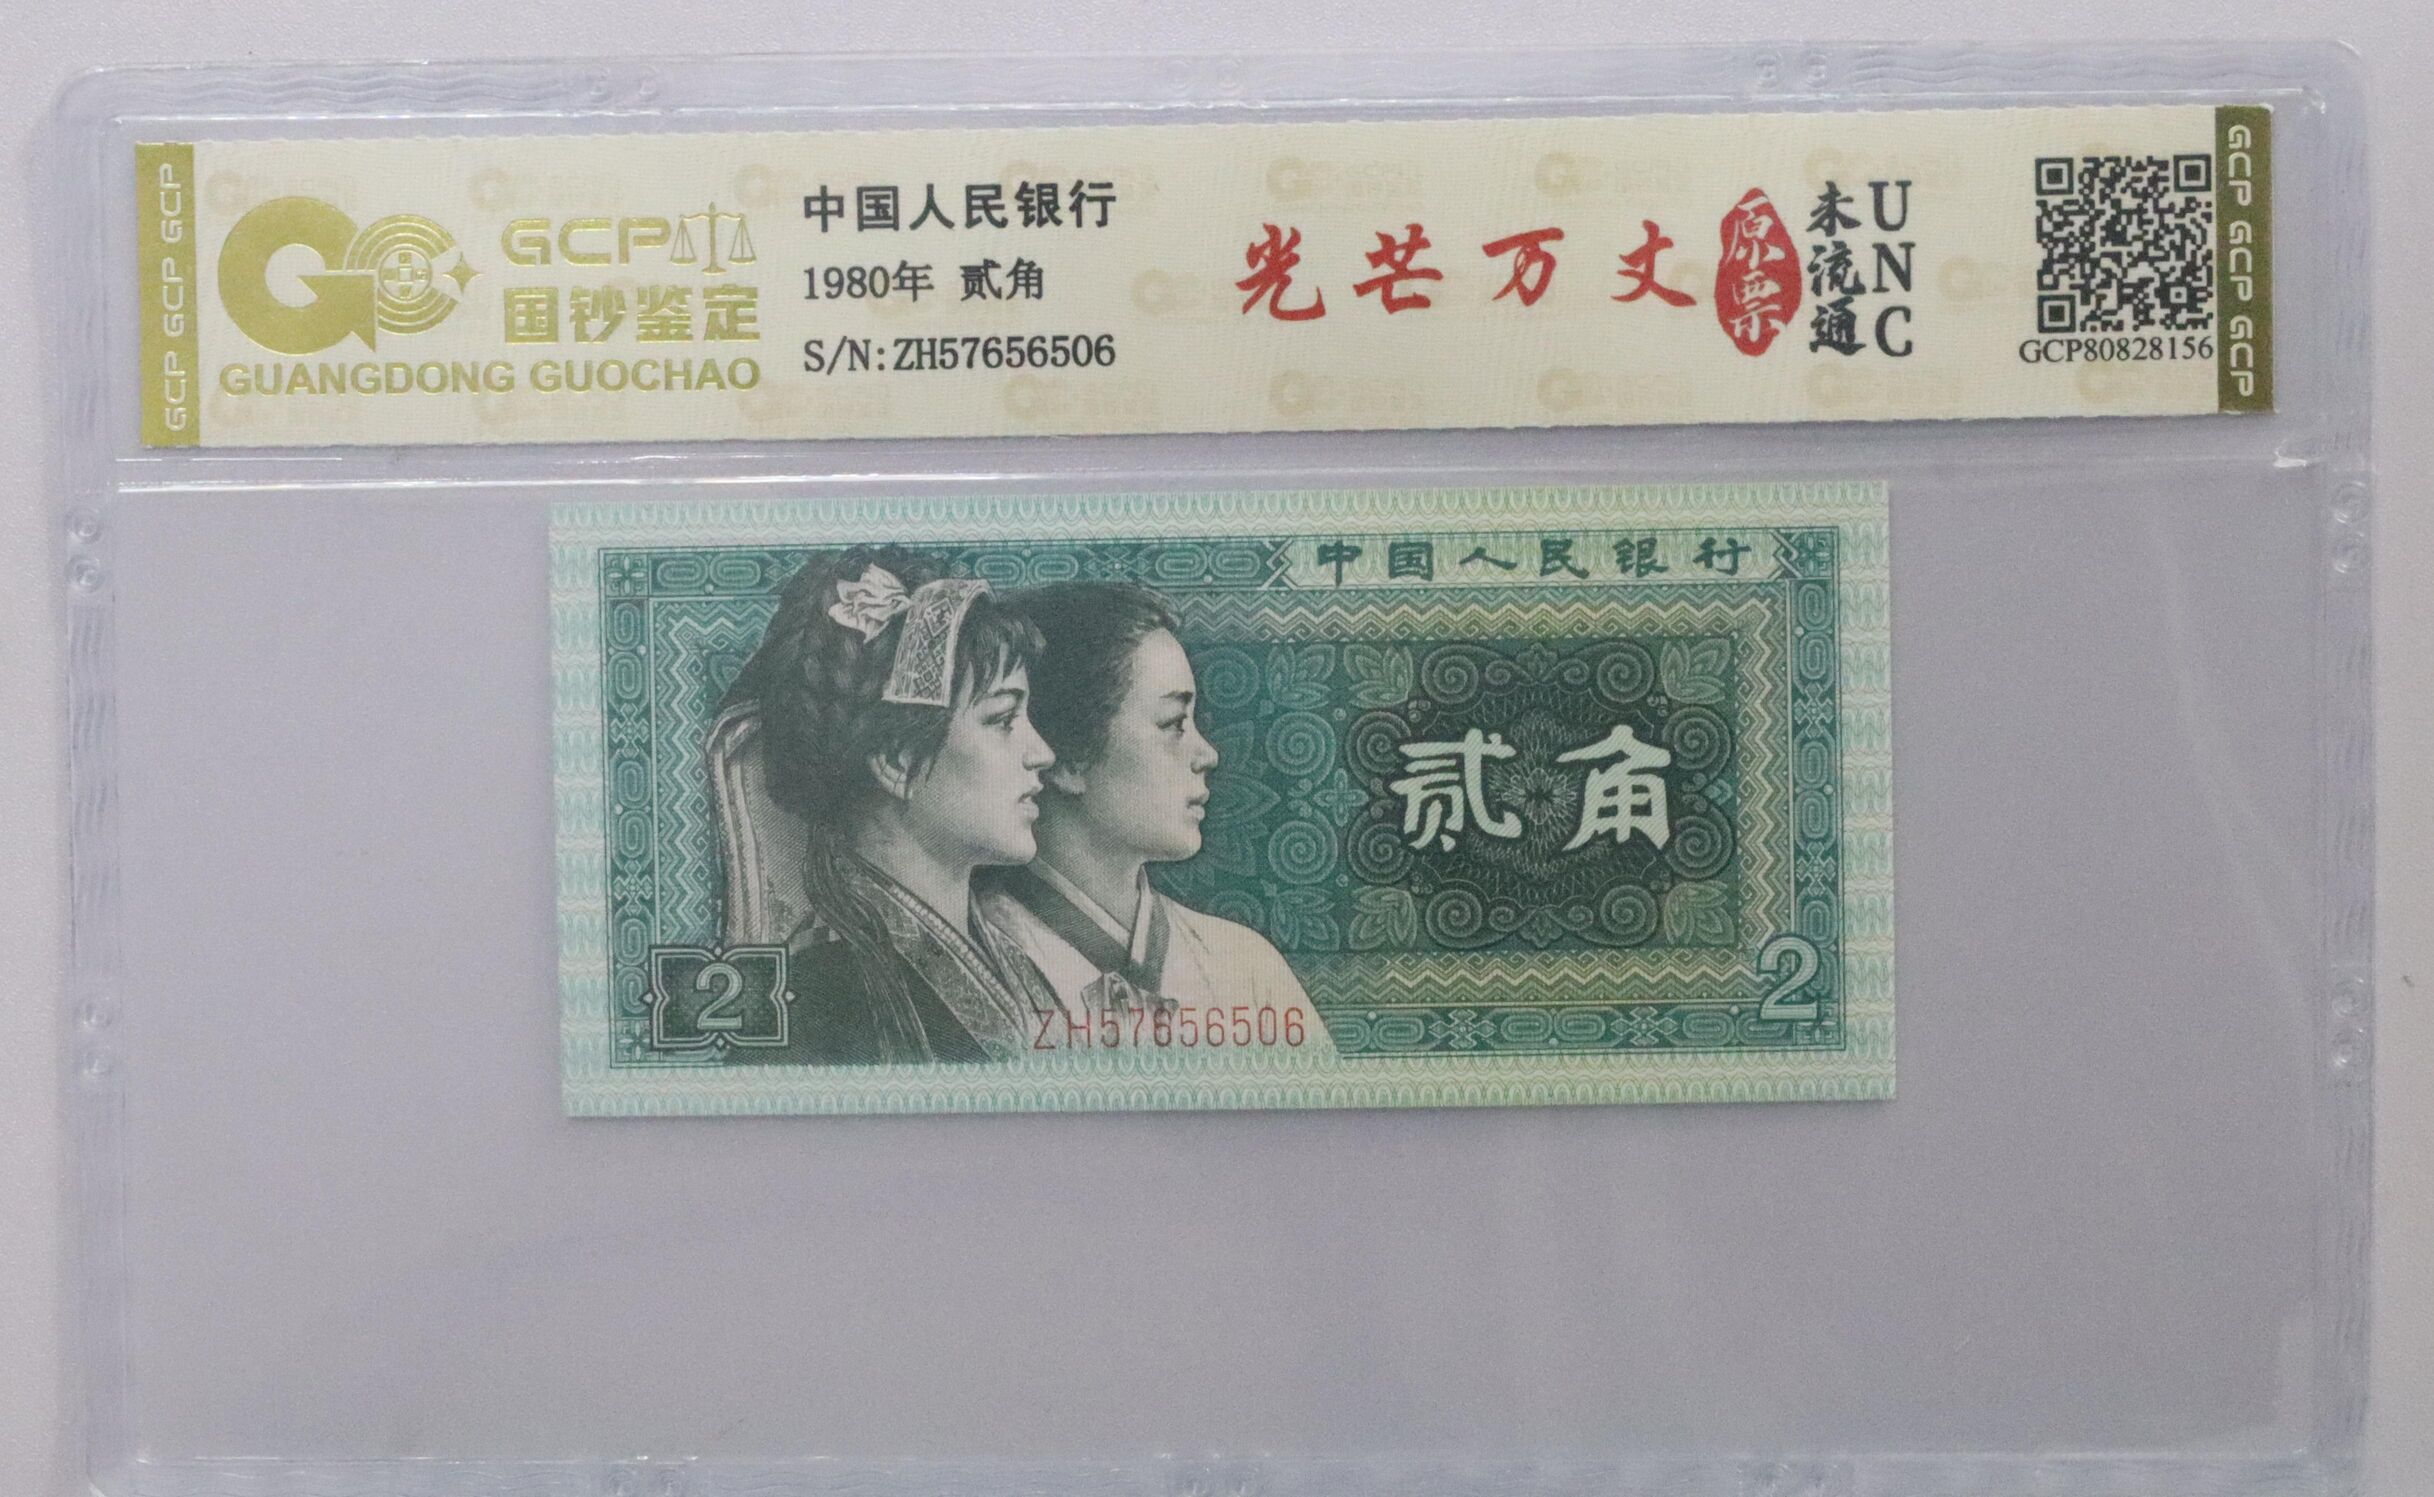 GCP GCP GCP
GCP
国钞鉴定
GUANGDONG GUOCHAO
中国人民银行
1980年 贰角
S/N:ZH57656506
光芒万丈
原票
未流通
UNC
GCP80828156
GCP GCP GCP
中国人民银行
贰角
2
2
ZH57656506